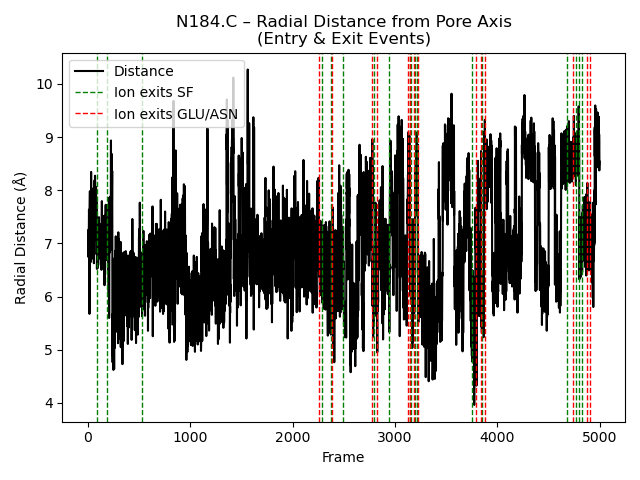 N184.C – Radial Distance from Pore Axis
(Entry & Exit Events)
Distance
Ion exits SF
Ion exits GLU/ASN
Radial Distance (Å)
10
9
8
7
6
5
4
0
1000
2000
3000
4000
5000
Frame